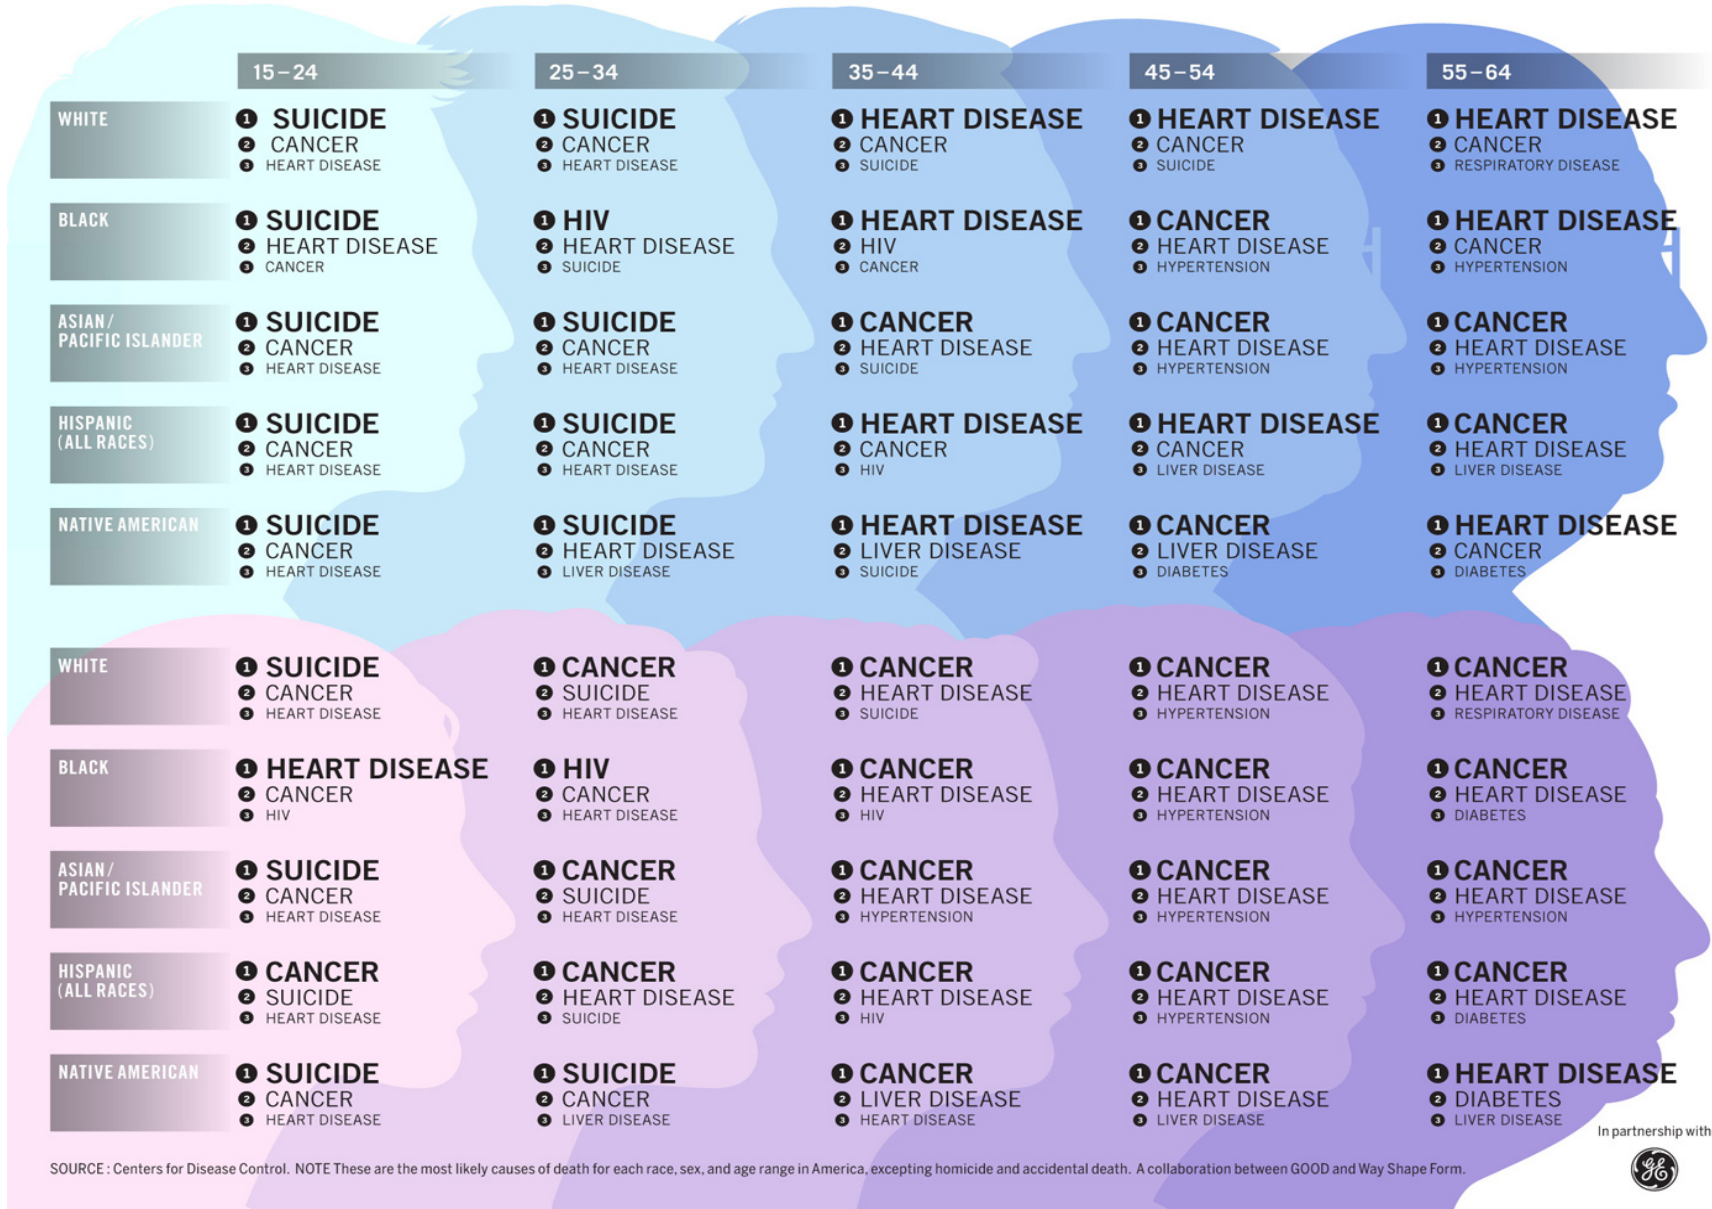 15–24 25–34 35–44 45–54 55–64
WHITE
1 SUICIDE 1 SUICIDE 1 HEART DISEASE 1 HEART DISEASE 1 HEART DISEASE
2 CANCER 2 CANCER 2 CANCER 2 CANCER 2 CANCER
3 HEART DISEASE 3 HEART DISEASE 3 SUICIDE 3 SUICIDE 3 RESPIRATORY DISEASE
BLACK
1 SUICIDE 1 HIV 1 HEART DISEASE 1 CANCER 1 HEART DISEASE
2 HEART DISEASE 2 HEART DISEASE 2 HIV 2 HEART DISEASE 2 CANCER
3 CANCER 3 SUICIDE 3 CANCER 3 HYPERTENSION 3 HYPERTENSION
ASIAN/
PACIFIC ISLANDER
1 SUICIDE 1 SUICIDE 1 CANCER 1 CANCER 1 CANCER
2 CANCER 2 CANCER 2 HEART DISEASE 2 HEART DISEASE 2 HEART DISEASE
3 HEART DISEASE 3 HEART DISEASE 3 SUICIDE 3 HYPERTENSION 3 HYPERTENSION
HISPANIC
(ALL RACES)
1 SUICIDE 1 SUICIDE 1 HEART DISEASE 1 HEART DISEASE 1 CANCER
2 CANCER 2 CANCER 2 CANCER 2 CANCER 2 HEART DISEASE
3 HEART DISEASE 3 HEART DISEASE 3 HIV 3 LIVER DISEASE 3 LIVER DISEASE
NATIVE AMERICAN
1 SUICIDE 1 SUICIDE 1 HEART DISEASE 1 CANCER 1 HEART DISEASE
2 CANCER 2 HEART DISEASE 2 LIVER DISEASE 2 LIVER DISEASE 2 CANCER
3 HEART DISEASE 3 LIVER DISEASE 3 SUICIDE 3 DIABETES 3 DIABETES
WHITE
1 SUICIDE 1 CANCER 1 CANCER 1 CANCER 1 CANCER
2 CANCER 2 SUICIDE 2 HEART DISEASE 2 HEART DISEASE 2 HEART DISEASE
3 HEART DISEASE 3 HEART DISEASE 3 SUICIDE 3 HYPERTENSION 3 RESPIRATORY DISEASE
BLACK
1 HEART DISEASE 1 HIV 1 CANCER 1 CANCER 1 CANCER
2 CANCER 2 CANCER 2 HEART DISEASE 2 HEART DISEASE 2 HEART DISEASE
3 HIV 3 HEART DISEASE 3 HIV 3 HYPERTENSION 3 DIABETES
ASIAN/
PACIFIC ISLANDER
1 SUICIDE 1 CANCER 1 CANCER 1 CANCER 1 CANCER
2 CANCER 2 SUICIDE 2 HEART DISEASE 2 HEART DISEASE 2 HEART DISEASE
3 HEART DISEASE 3 HEART DISEASE 3 HYPERTENSION 3 HYPERTENSION 3 HYPERTENSION
HISPANIC
(ALL RACES)
1 CANCER 1 CANCER 1 CANCER 1 CANCER 1 CANCER
2 SUICIDE 2 HEART DISEASE 2 HEART DISEASE 2 HEART DISEASE 2 HEART DISEASE
3 HEART DISEASE 3 SUICIDE 3 HIV 3 HYPERTENSION 3 DIABETES
NATIVE AMERICAN
1 SUICIDE 1 SUICIDE 1 CANCER 1 CANCER 1 HEART DISEASE
2 CANCER 2 CANCER 2 LIVER DISEASE 2 HEART DISEASE 2 DIABETES
3 HEART DISEASE 3 LIVER DISEASE 3 HEART DISEASE 3 LIVER DISEASE 3 LIVER DISEASE
In partnership with
GE
SOURCE : Centers for Disease Control. NOTE These are the most likely causes of death for each race, sex, and age range in America, excepting homicide and accidental death. A collaboration between GOOD and Way Shape Form.